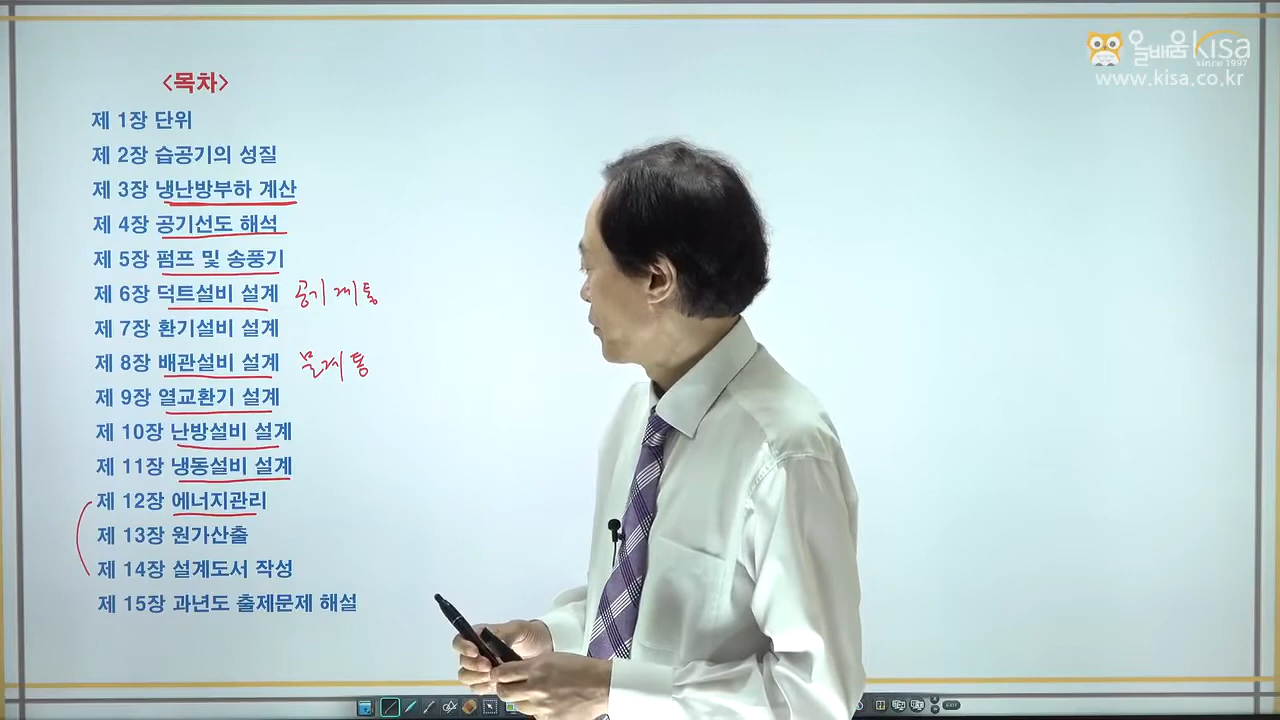 올배움 kisa
since 1997
www.kisa.co.kr
<목차>
제 1장 단위
제 2장 습공기의 성질
제 3장 냉난방부하 계산
제 4장 공기선도 해석
제 5장 펌프 및 송풍기
제 6장 덕트설비 설계 공기 계통
제 7장 환기설비 설계
제 8장 배관설비 설계 물계통
제 9장 열교환기 설계
제 10장 난방설비 설계
제 11장 냉동설비 설계
제 12장 에너지관리
제 13장 원가산출
제 14장 설계도서 작성
제 15장 과년도 출제문제 해설